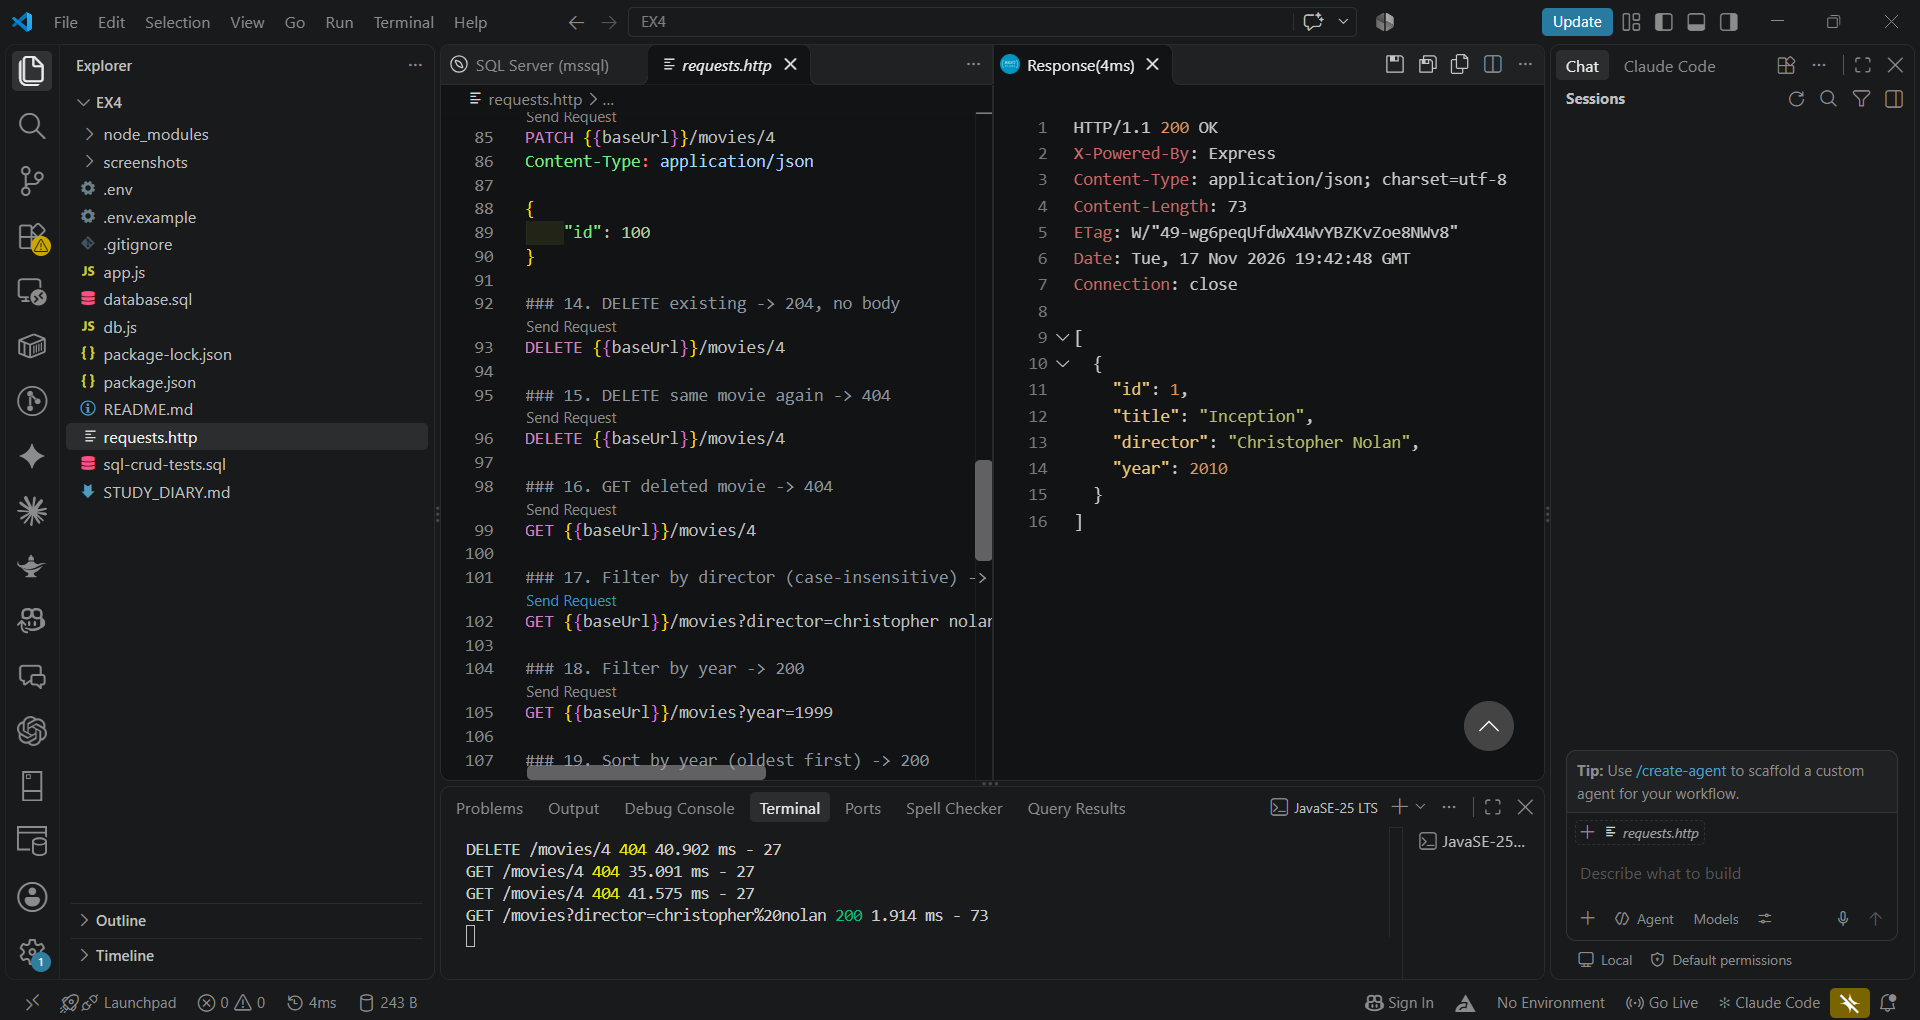 File Edit Selection View Go Run Terminal Help
EX4
Update
Explorer
EX4
node_modules
screenshots
.env
.env.example
.gitignore
JS app.js
database.sql
JS db.js
{} package-lock.json
{} package.json
README.md
requests.http
sql-crud-tests.sql
STUDY_DIARY.md
Outline
Timeline
SQL Server (mssql)
requests.http
requests.http > ...
Send Request
85 PATCH {{baseUrl}}/movies/4
86 Content-Type: application/json
87
88 {
89 "id": 100
90 }
91
92 ### 14. DELETE existing -> 204, no body
Send Request
93 DELETE {{baseUrl}}/movies/4
94
95 ### 15. DELETE same movie again -> 404
Send Request
96 DELETE {{baseUrl}}/movies/4
97
98 ### 16. GET deleted movie -> 404
Send Request
99 GET {{baseUrl}}/movies/4
100
101 ### 17. Filter by director (case-insensitive) ->
Send Request
102 GET {{baseUrl}}/movies?director=christopher nolan
103
104 ### 18. Filter by year -> 200
Send Request
105 GET {{baseUrl}}/movies?year=1999
106
107 ### 19. Sort by year (oldest first) -> 200
Response(4ms)
1 HTTP/1.1 200 OK
2 X-Powered-By: Express
3 Content-Type: application/json; charset=utf-8
4 Content-Length: 73
5 ETag: W/"49-wg6peqUfdwX4WvYBZKvZoe8NWv8"
6 Date: Tue, 17 Nov 2026 19:42:48 GMT
7 Connection: close
8
9 [
10 {
11 "id": 1,
12 "title": "Inception",
13 "director": "Christopher Nolan",
14 "year": 2010
15 }
16 ]
Problems Output Debug Console Terminal Ports Spell Checker Query Results
JavaSE-25 LTS
JavaSE-25...
DELETE /movies/4 404 40.902 ms - 27
GET /movies/4 404 35.091 ms - 27
GET /movies/4 404 41.575 ms - 27
GET /movies?director=christopher%20nolan 200 1.914 ms - 73
Chat Claude Code
Sessions
Tip: Use /create-agent to scaffold a custom
agent for your workflow.
requests.http
Describe what to build
Agent Models
Local Default permissions
1
Launchpad 0 0 4ms 243 B
Sign In No Environment Go Live Claude Code